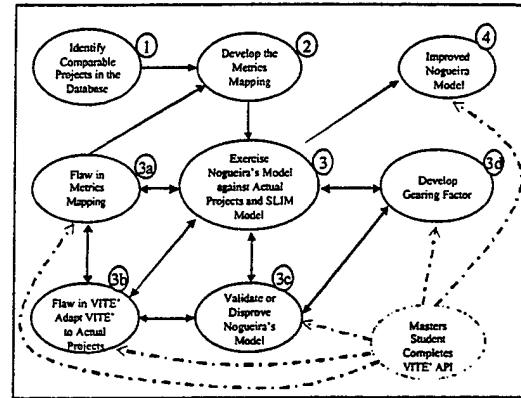 1
Identify
Comparable
Projects in the
Database
2
Develop the
Metrics
Mapping
4
Improved
Nogueira
Model
3a
Flaw in
Metrics
Mapping
3
Exercise
Nogueira's Model
against Actual
Projects and SLIM
Model
3d
Develop
Gearing Factor
3b
Flaw in VITE'
Adapt VITE'
to Actual
Projects
3c
Validate or
Disprove
Nogueira's
Model
Masters
Student
Completes
VITE' API